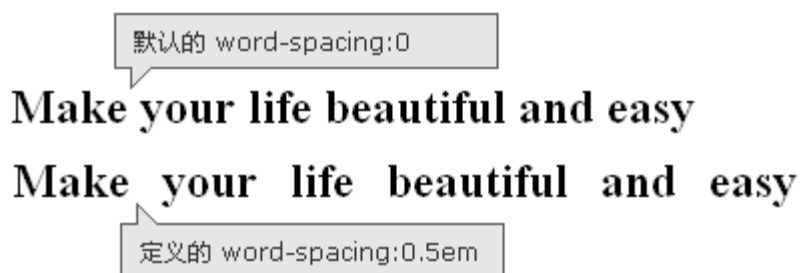 默认的 word-spacing:0
Make your life beautiful and easy
Make your life beautiful and easy
定义的 word-spacing:0.5em